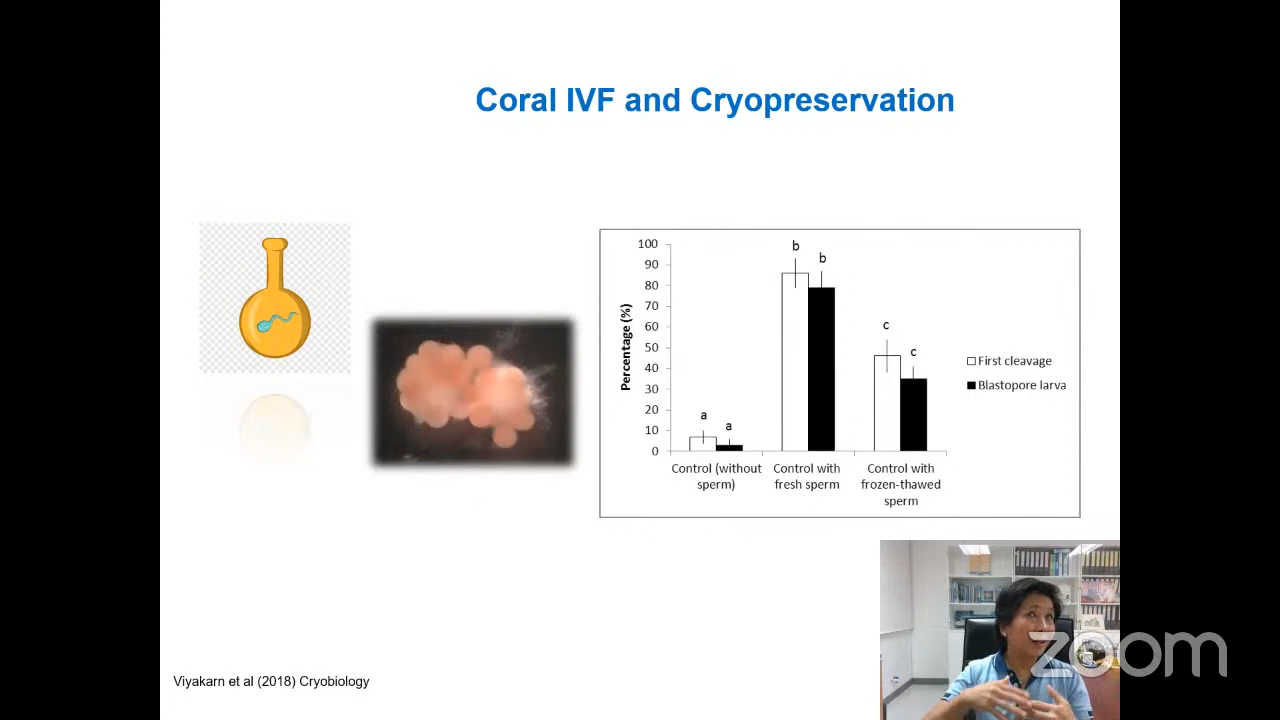 Coral IVF and Cryopreservation
100
90
80
70
60
50
40
30
20
10
0
Percentage (%)
a
a
b
b
c
c
Control (without
sperm)
Control with
fresh sperm
Control with
frozen-thawed
sperm
First cleavage
Blastopore larva
zoom
Viyakarn et al (2018) Cryobiology